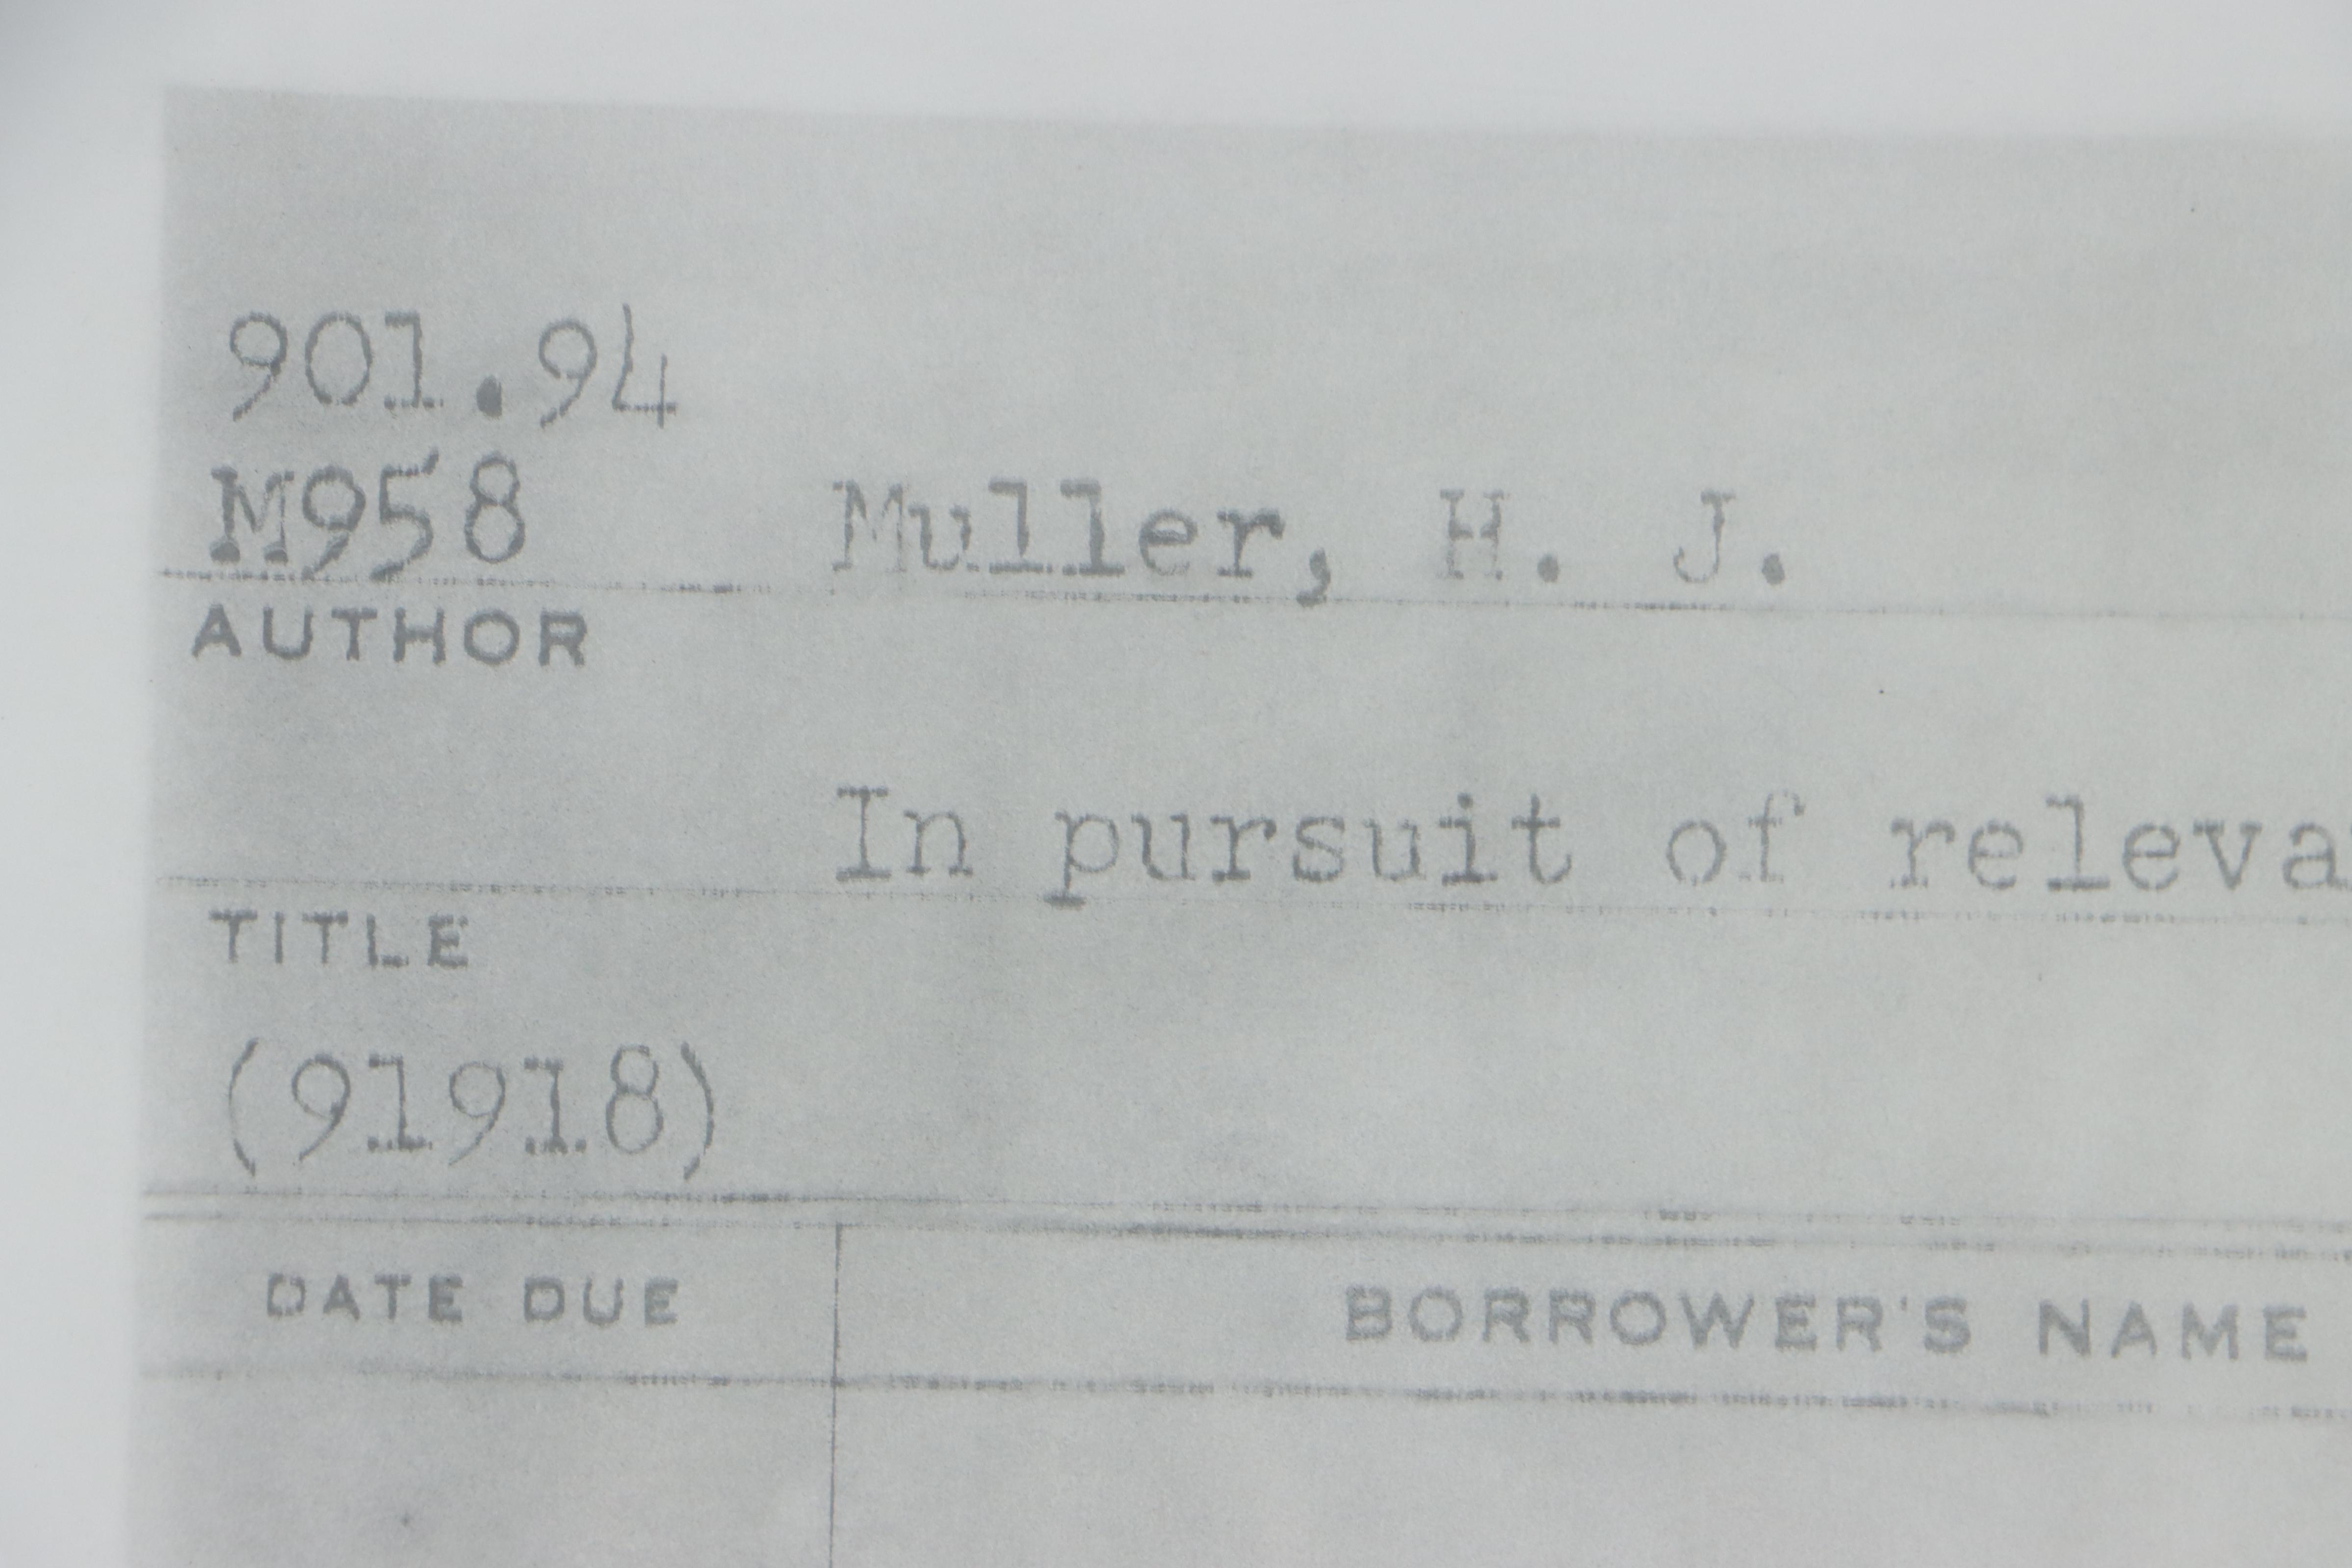 901.94
M958 Muller, H. J.
AUTHOR
In pursuit of releva
TITLE
(91918)
DATE DUE BORROWER'S NAME